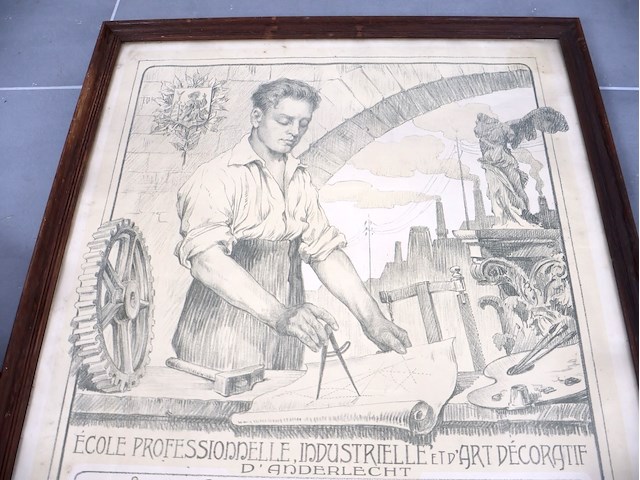 ÉCOLE PROFESSIONNELLE, INDUSTRIELLE ET D'ART DÉCORATIF
D'ANDERLECHT